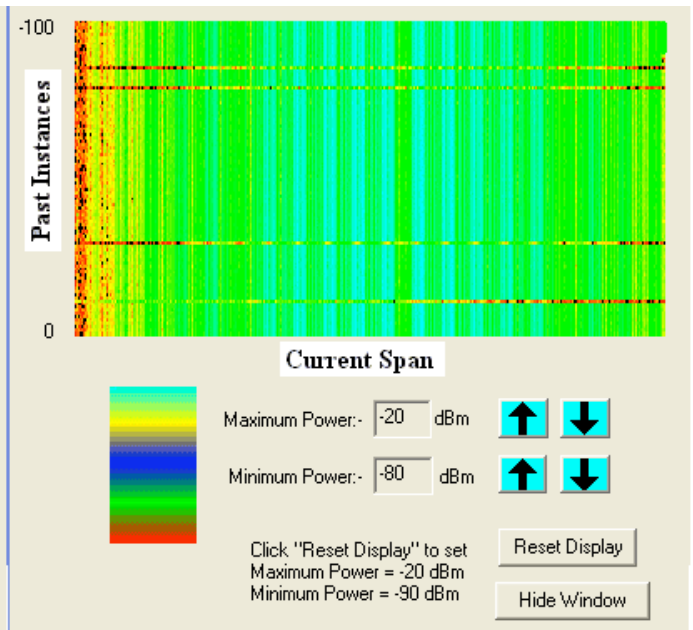 -100
Past Instances
0
Current Span
Maximum Power:- -20 dBm
Minimum Power:- -80 dBm
Click "Reset Display" to set
Maximum Power = -20 dBm
Minimum Power = -90 dBm
Reset Display
Hide Window